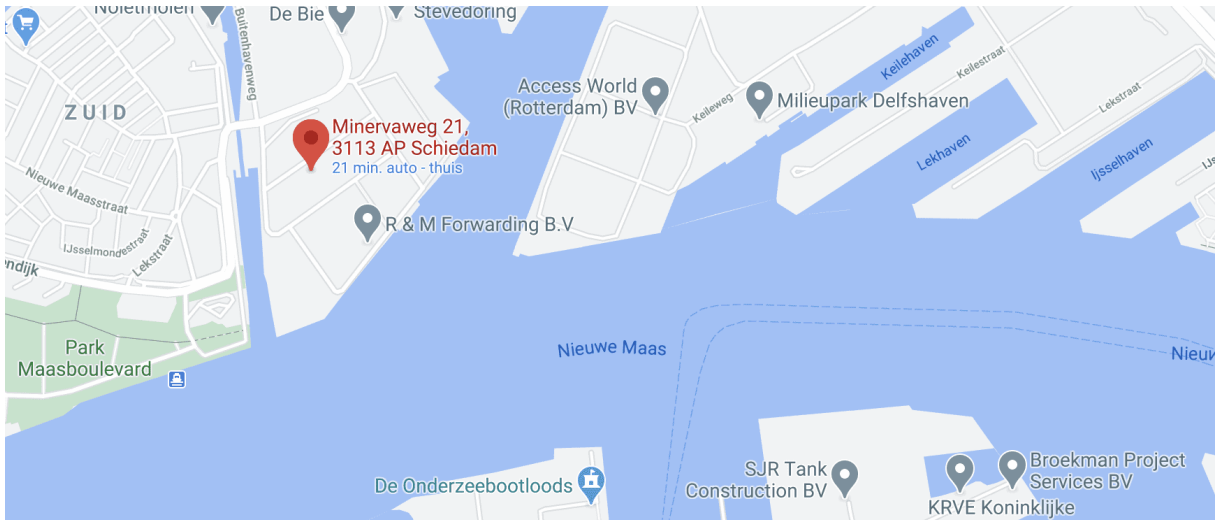 Noletmolen
De Bie
Stevedoring
Buitenhavenweg
ZUID
Access World
(Rotterdam) BV
Keileweg
Milieupark Delfshaven
Keilehaven
Keilestraat
Lekstraat
Minervaweg 21,
3113 AP Schiedam
21 min. auto - thuis
Lekhaven
Ijsselhaven
Nieuwe Maasstraat
R & M Forwarding B.V
IJsselmondestraat
Lekstraat
endijk
Park
Maasboulevard
Nieuwe Maas
Nieuw
De Onderzeebootloods
SJR Tank
Construction BV
Broekman Project
Services BV
KRVE Koninklijke